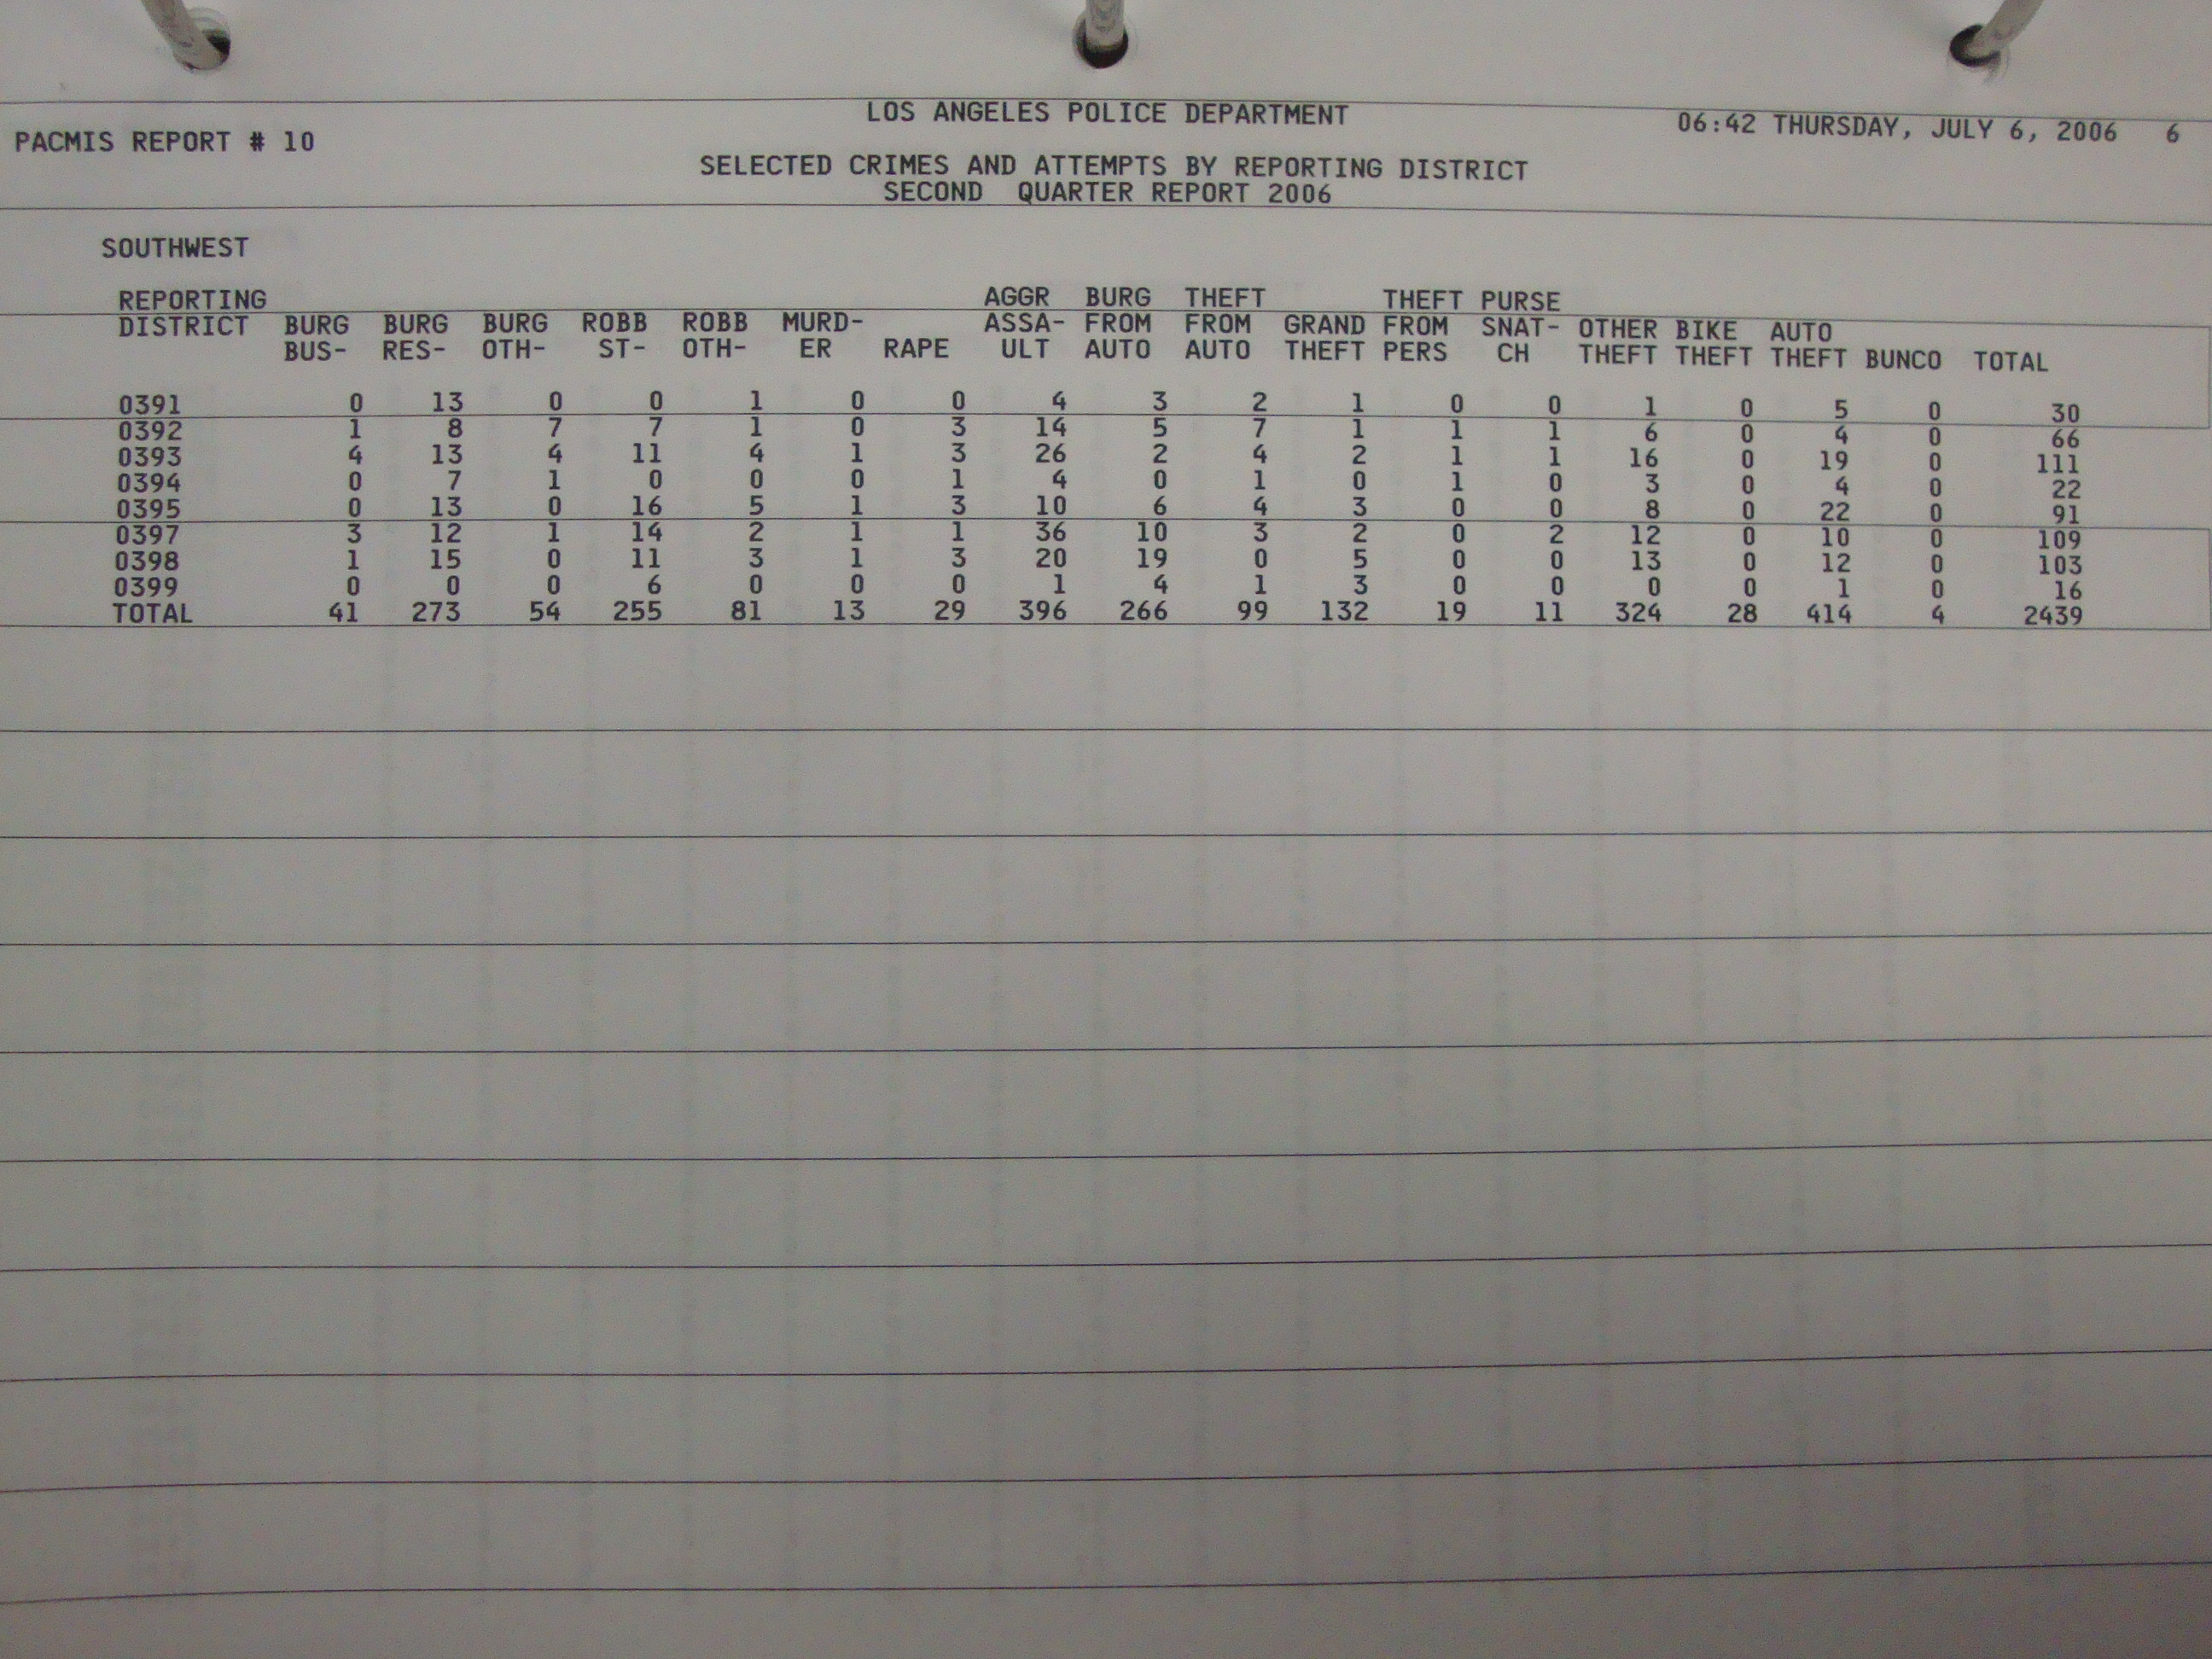 LOS ANGELES POLICE DEPARTMENT
PACMIS REPORT # 10 06:42 THURSDAY, JULY 6, 2006 6
SELECTED CRIMES AND ATTEMPTS BY REPORTING DISTRICT
SECOND QUARTER REPORT 2006
SOUTHWEST
REPORTING AGGR BURG THEFT THEFT PURSE
DISTRICT BURG BURG BURG ROBB ROBB MURD- ASSA- FROM FROM GRAND FROM SNAT- OTHER BIKE AUTO
BUS- RES- OTH- ST- OTH- ER RAPE ULT AUTO AUTO THEFT PERS CH THEFT THEFT THEFT BUNCO TOTAL
0391 0 13 0 0 1 0 0 4 3 2 1 0 0 1 0 5 0 30
0392 1 8 7 7 1 0 3 14 5 7 1 1 1 6 0 4 0 66
0393 4 13 4 11 4 1 3 26 2 4 2 1 1 16 0 19 0 111
0394 0 7 1 0 0 0 1 4 0 1 0 1 0 3 0 4 0 22
0395 0 13 0 16 5 1 3 10 6 4 3 0 0 8 0 22 0 91
0397 3 12 1 14 2 1 1 36 10 3 2 0 2 12 0 10 0 109
0398 1 15 0 11 3 1 3 20 19 0 5 0 0 13 0 12 0 103
0399 0 0 0 6 0 0 0 1 4 1 3 0 0 0 0 1 0 16
TOTAL 41 273 54 255 81 13 29 396 266 99 132 19 11 324 28 414 4 2439